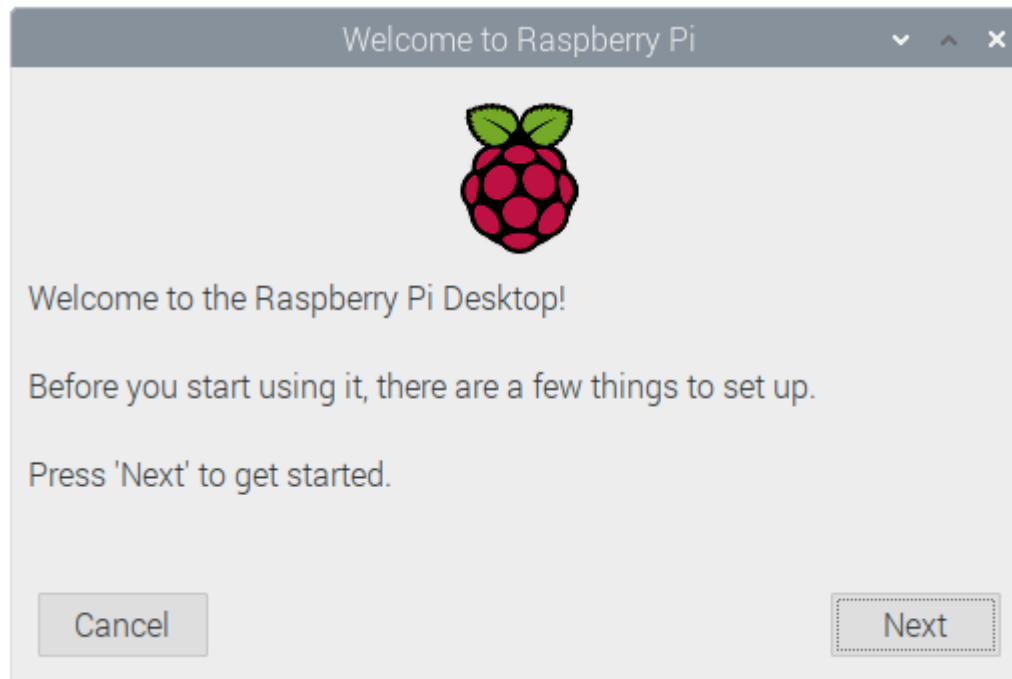 Welcome to Raspberry Pi
Welcome to the Raspberry Pi Desktop!
Before you start using it, there are a few things to set up.
Press 'Next' to get started.
Cancel
Next